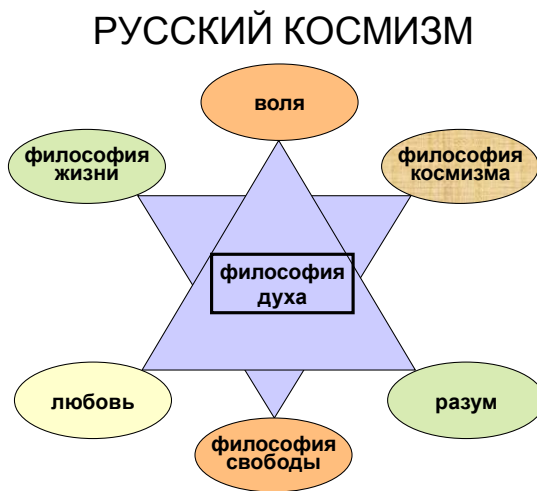 РУССКИЙ КОСМИЗМ
воля
философия
жизни
философия
космизма
философия
духа
любовь
разум
философия
свободы